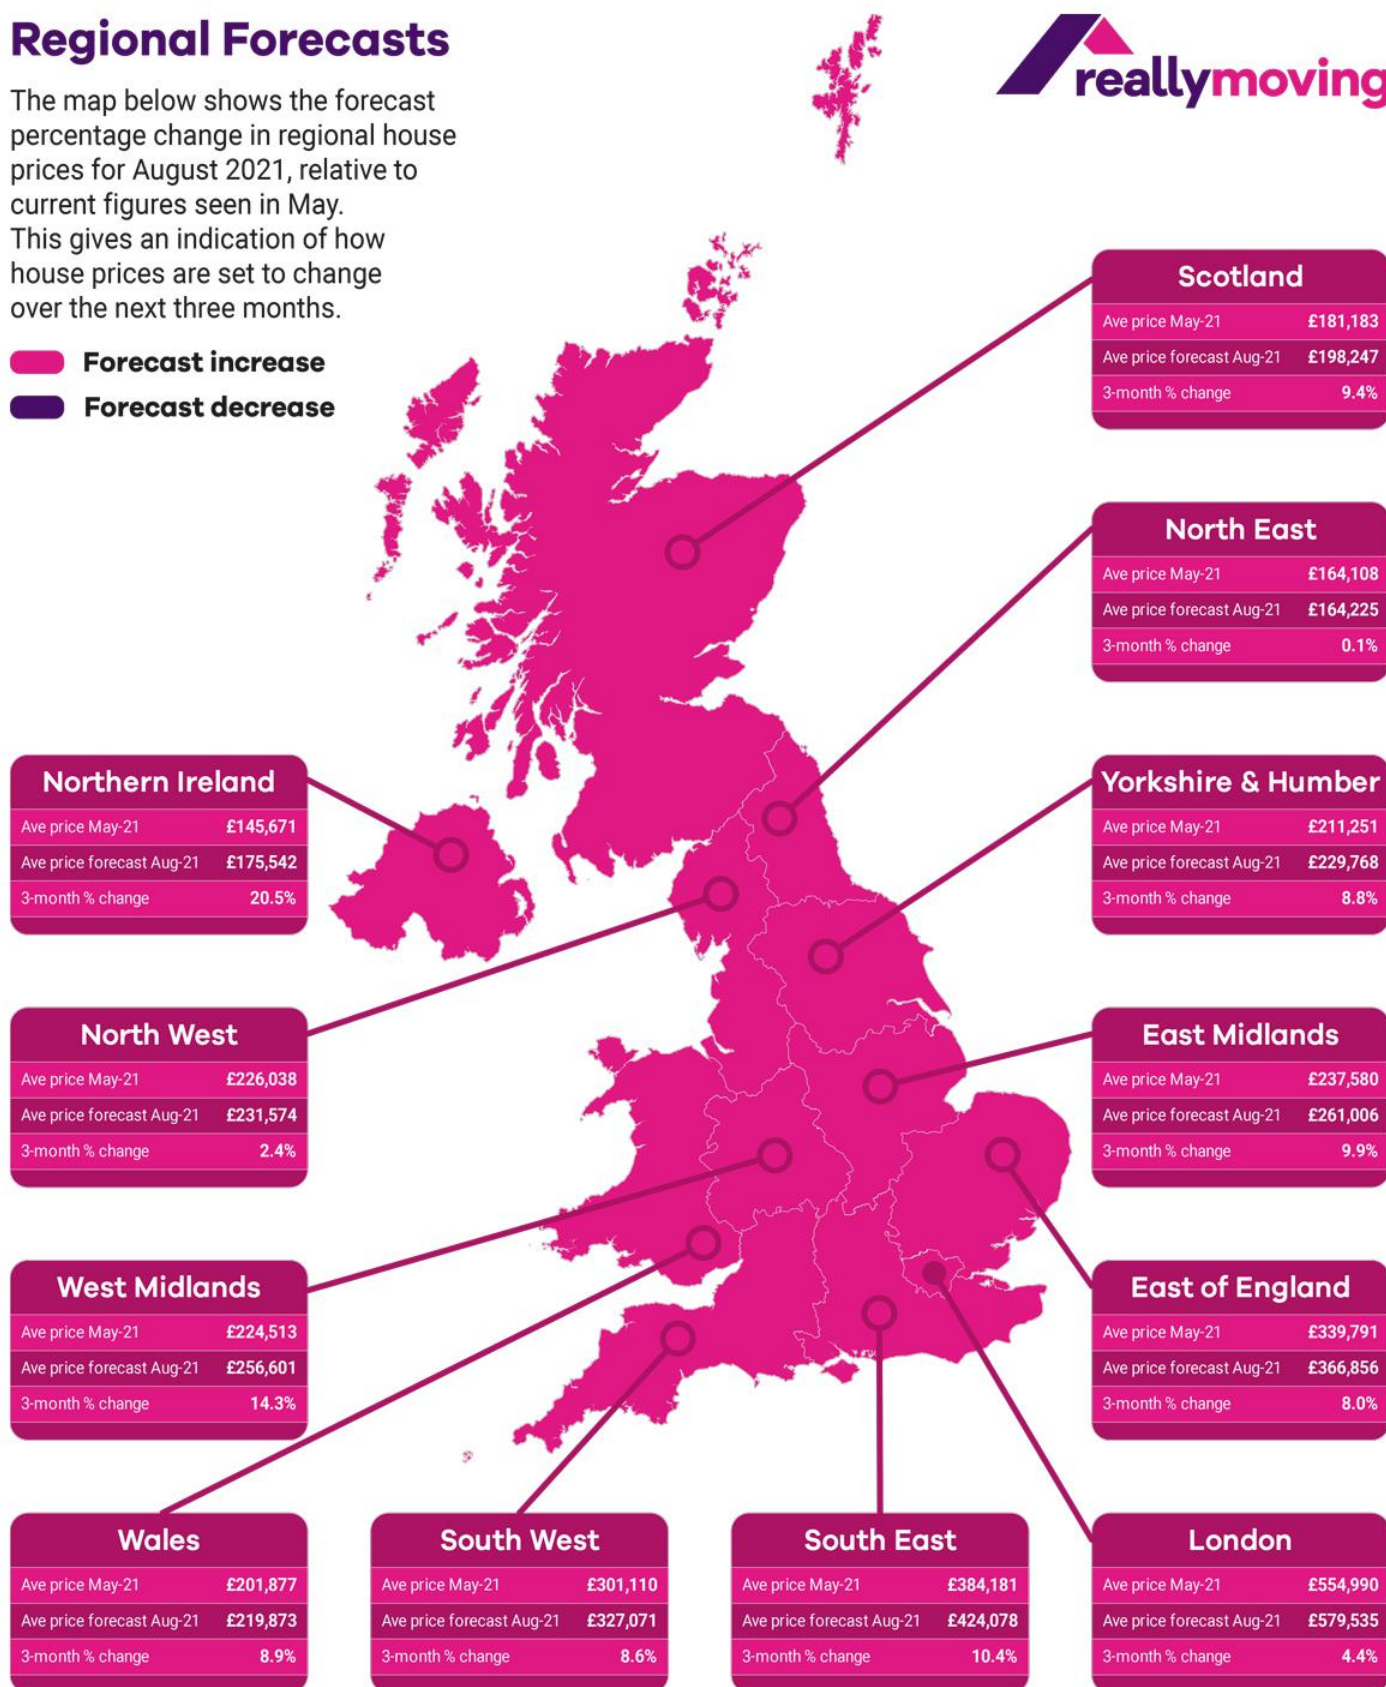 Regional Forecasts
reallymoving
The map below shows the forecast
percentage change in regional house
prices for August 2021, relative to
current figures seen in May.
This gives an indication of how
house prices are set to change
over the next three months.
Forecast increase
Forecast decrease
Scotland
Ave price May-21 £181,183
Ave price forecast Aug-21 £198,247
3-month % change 9.4%
North East
Ave price May-21 £164,108
Ave price forecast Aug-21 £164,225
3-month % change 0.1%
Northern Ireland
Ave price May-21 £145,671
Ave price forecast Aug-21 £175,542
3-month % change 20.5%
Yorkshire & Humber
Ave price May-21 £211,251
Ave price forecast Aug-21 £229,768
3-month % change 8.8%
North West
Ave price May-21 £226,038
Ave price forecast Aug-21 £231,574
3-month % change 2.4%
East Midlands
Ave price May-21 £237,580
Ave price forecast Aug-21 £261,006
3-month % change 9.9%
West Midlands
Ave price May-21 £224,513
Ave price forecast Aug-21 £256,601
3-month % change 14.3%
East of England
Ave price May-21 £339,791
Ave price forecast Aug-21 £366,856
3-month % change 8.0%
Wales
Ave price May-21 £201,877
Ave price forecast Aug-21 £219,873
3-month % change 8.9%
South West
Ave price May-21 £301,110
Ave price forecast Aug-21 £327,071
3-month % change 8.6%
South East
Ave price May-21 £384,181
Ave price forecast Aug-21 £424,078
3-month % change 10.4%
London
Ave price May-21 £554,990
Ave price forecast Aug-21 £579,535
3-month % change 4.4%